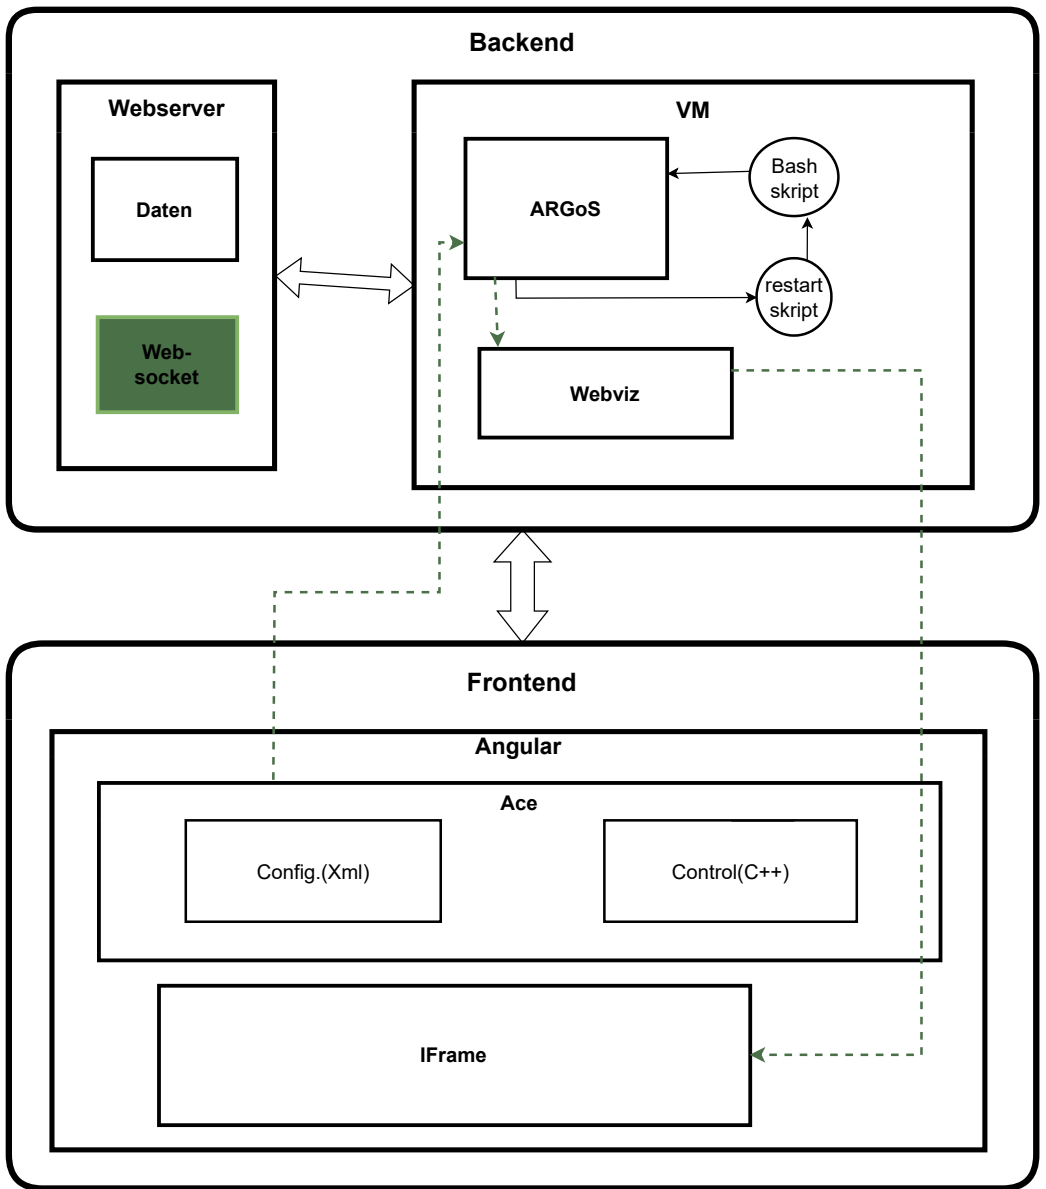 Backend
Webserver
Daten
Web-
socket
VM
ARGoS
Bash
skript
restart
skript
Webviz
Frontend
Angular
Ace
Config.(Xml)
Control(C++)
IFrame